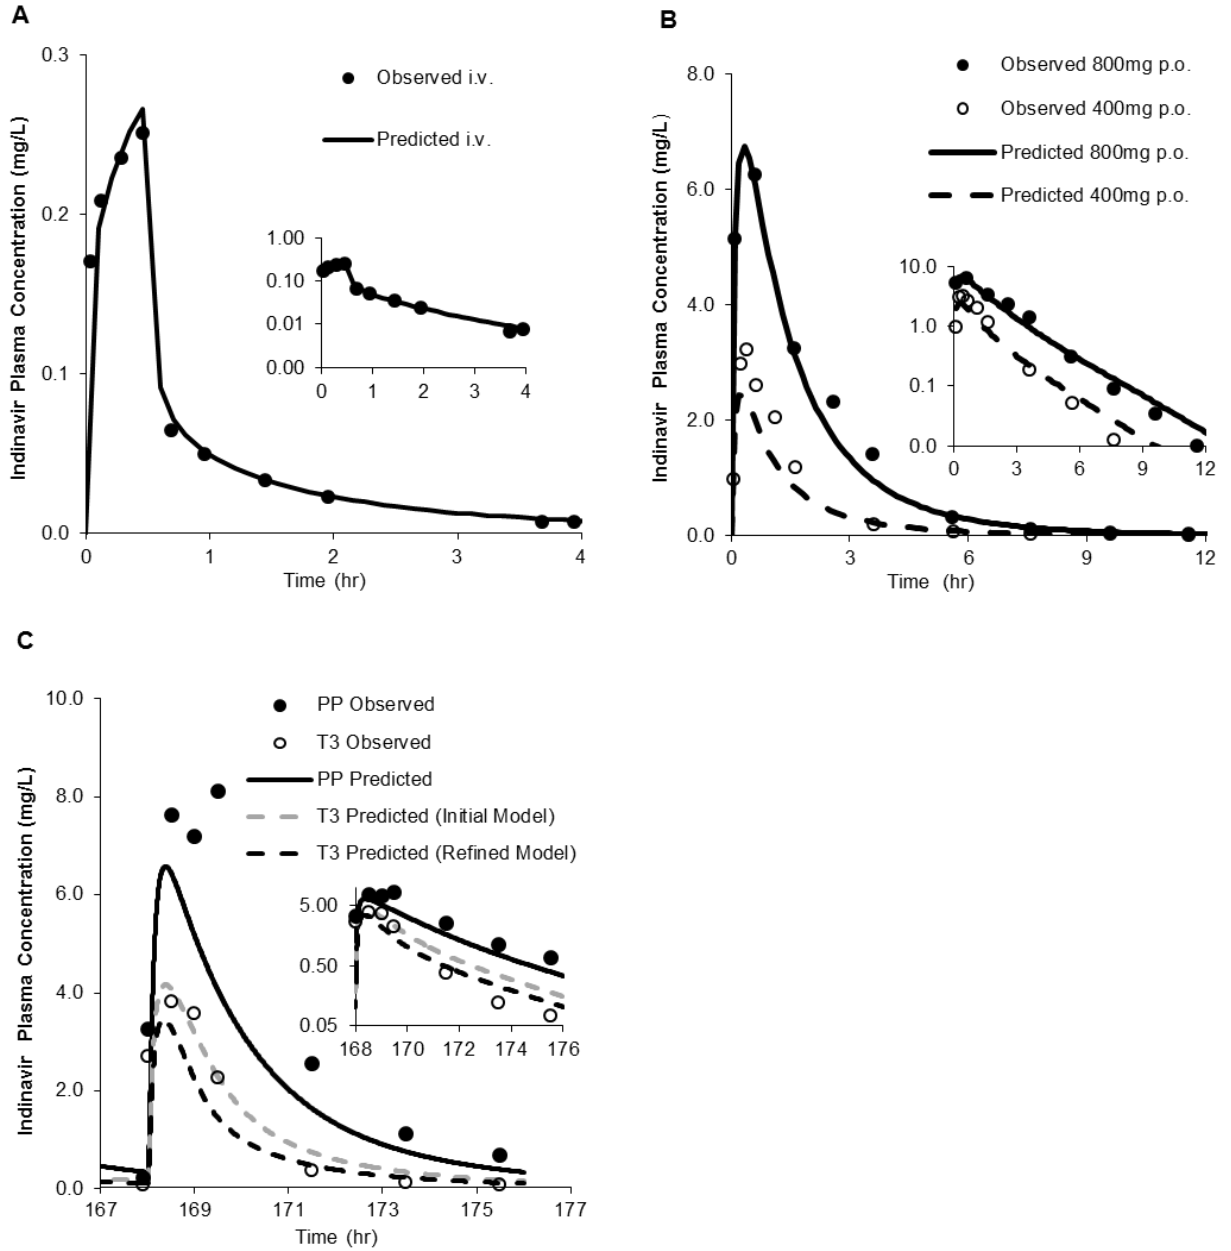 A
Indinavir Plasma Concentration (mg/L)
0.3
0.2
0.1
0.0
0 1 2 3 4
Time (hr)
Observed i.v.
Predicted i.v.
1.00
0.10
0.01
0.00
0 1 2 3 4
B
Indinavir Plasma Concentration (mg/L)
8.0
6.0
4.0
2.0
0.0
0 3 6 9 12
Time (hr)
Observed 800mg p.o.
Observed 400mg p.o.
Predicted 800mg p.o.
Predicted 400mg p.o.
10.0
1.0
0.1
0.0
0 3 6 9 12
C
Indinavir Plasma Concentration (mg/L)
10.0
8.0
6.0
4.0
2.0
0.0
167 169 171 173 175 177
Time (hr)
PP Observed
T3 Observed
PP Predicted
T3 Predicted (Initial Model)
T3 Predicted (Refined Model)
5.00
0.50
0.05
168 170 172 174 176